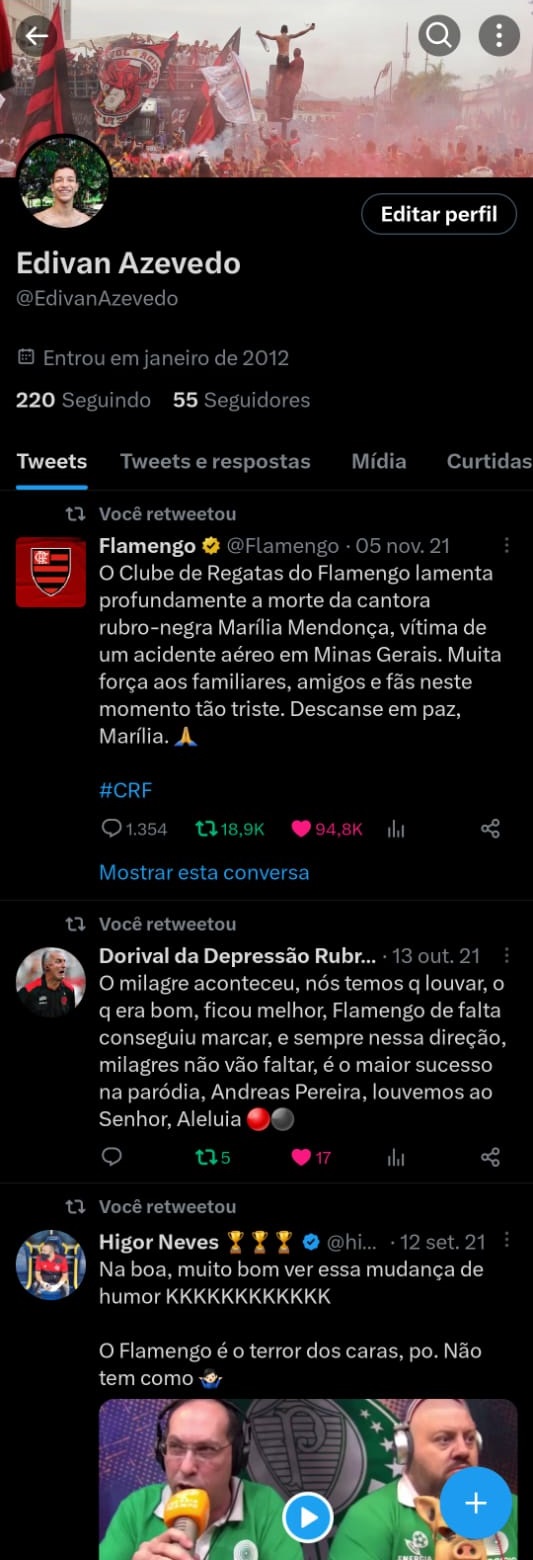 Editar perfil
Edivan Azevedo
@EdivanAzevedo
Entrou em janeiro de 2012
220 Seguindo 55 Seguidores
Tweets Tweets e respostas Mídia Curtidas
Você retweetou
Flamengo @Flamengo · 05 nov. 21
O Clube de Regatas do Flamengo lamenta
profundamente a morte da cantora
rubro-negra Marília Mendonça, vítima de
um acidente aéreo em Minas Gerais. Muita
força aos familiares, amigos e fãs neste
momento tão triste. Descanse em paz,
Marília. 🙏
#CRF
1.354 18,9K 94,8K
Mostrar esta conversa
Você retweetou
Dorival da Depressão Rubr... · 13 out. 21
O milagre aconteceu, nós temos q louvar, o
q era bom, ficou melhor, Flamengo de falta
conseguiu marcar, e sempre nessa direção,
milagres não vão faltar, é o maior sucesso
na paródia, Andreas Pereira, louvemos ao
Senhor, Aleluia 🔴⚫
5 17
Você retweetou
Higor Neves 🏆🏆🏆 @hi... · 12 set. 21
Na boa, muito bom ver essa mudança de
humor KKKKKKKKKKKK
O Flamengo é o terror dos caras, po. Não
tem como 🤷🏻‍♂️